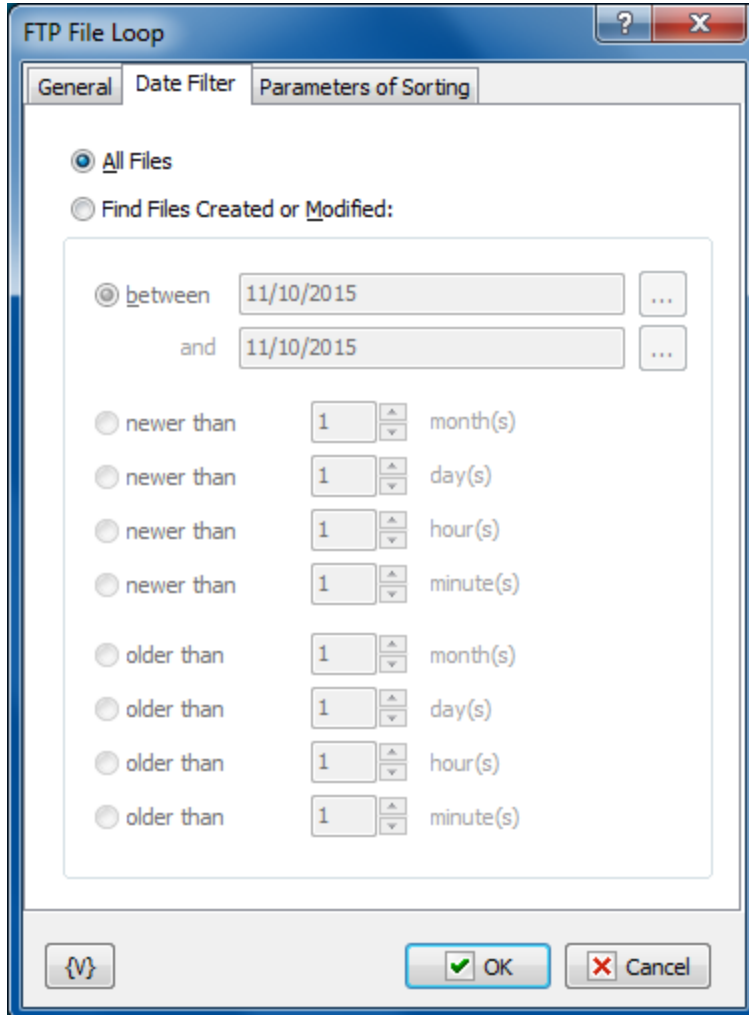 FTP File Loop ?
General Date Filter Parameters of Sorting
All Files
Find Files Created or Modified:
between 11/10/2015 ...
and 11/10/2015 ...
newer than 1 month(s)
newer than 1 day(s)
newer than 1 hour(s)
newer than 1 minute(s)
older than 1 month(s)
older than 1 day(s)
older than 1 hour(s)
older than 1 minute(s)
{V} OK Cancel